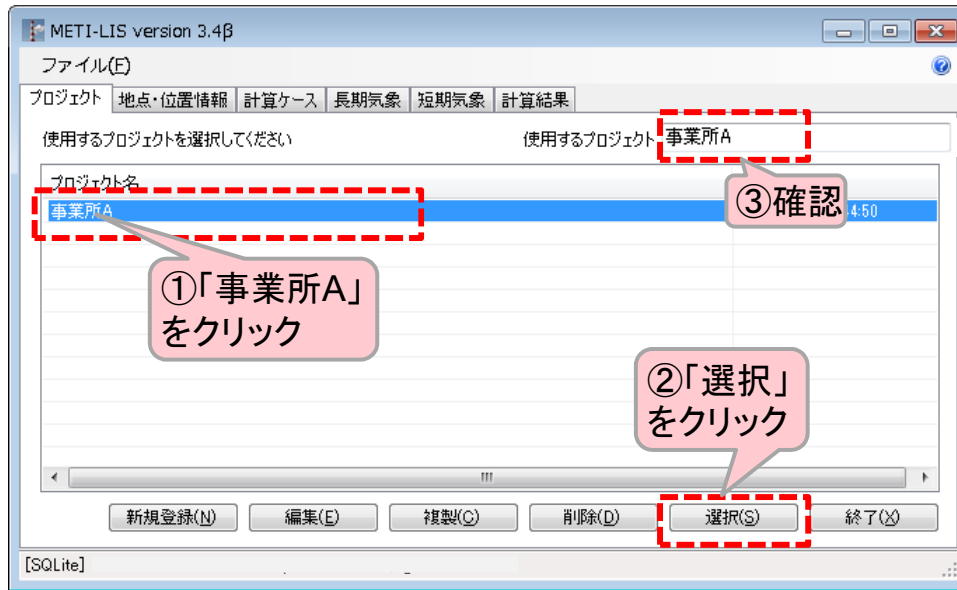 METI-LIS version 3.4β
ファイル(F)
プロジェクト 地点・位置情報 計算ケース 長期気象 短期気象 計算結果
使用するプロジェクトを選択してください 使用するプロジェクト 事業所A
プロジェクト名
事業所A 4:50
③確認
①「事業所A」
をクリック
②「選択」
をクリック
新規登録(N) 編集(E) 複製(C) 削除(D) 選択(S) 終了(X)
[SQLite]